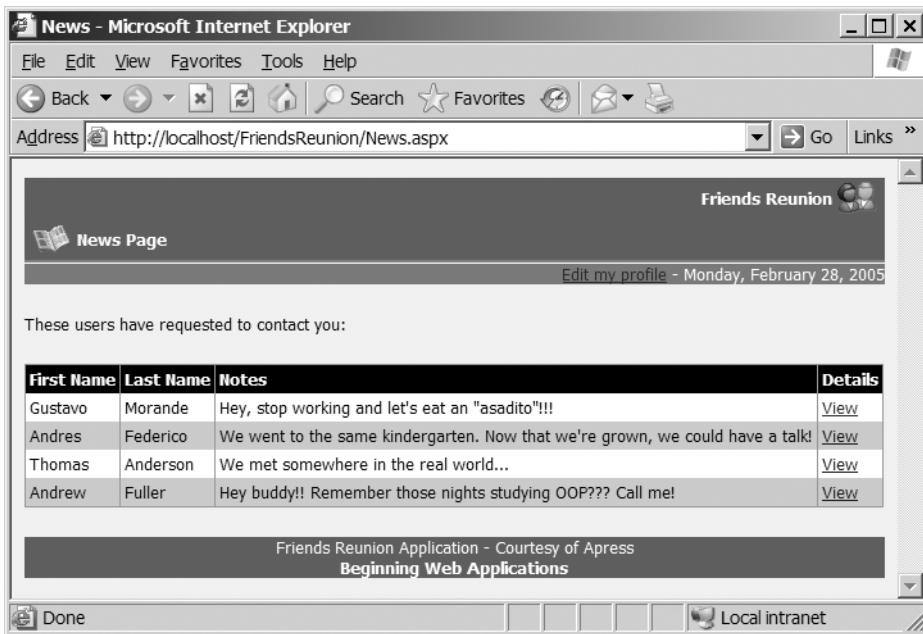 News - Microsoft Internet Explorer
File Edit View Favorites Tools Help
Back Search Favorites
Address http://localhost/FriendsReunion/News.aspx Go Links »
Friends Reunion
News Page
Edit my profile - Monday, February 28, 2005
These users have requested to contact you:
First Name Last Name Notes Details
Gustavo Morande Hey, stop working and let's eat an "asadito"!!! View
Andres Federico We went to the same kindergarten. Now that we're grown, we could have a talk! View
Thomas Anderson We met somewhere in the real world... View
Andrew Fuller Hey buddy!! Remember those nights studying OOP??? Call me! View
Friends Reunion Application - Courtesy of Apress
Beginning Web Applications
Done Local intranet